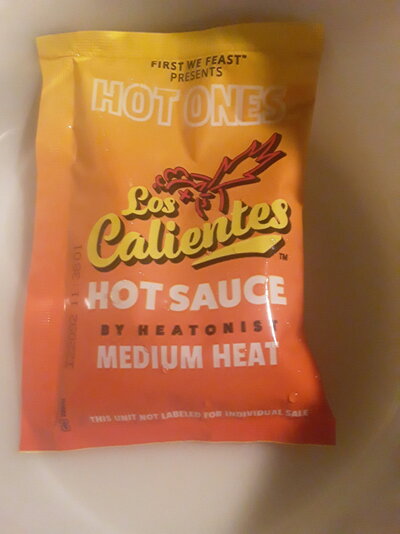 FIRST WE FEAST™
PRESENTS
HOT ONES
Los
Calientes
™
HOT SAUCE
BY HEATONIST
MEDIUM HEAT
THIS UNIT NOT LABELED FOR INDIVIDUAL SALE